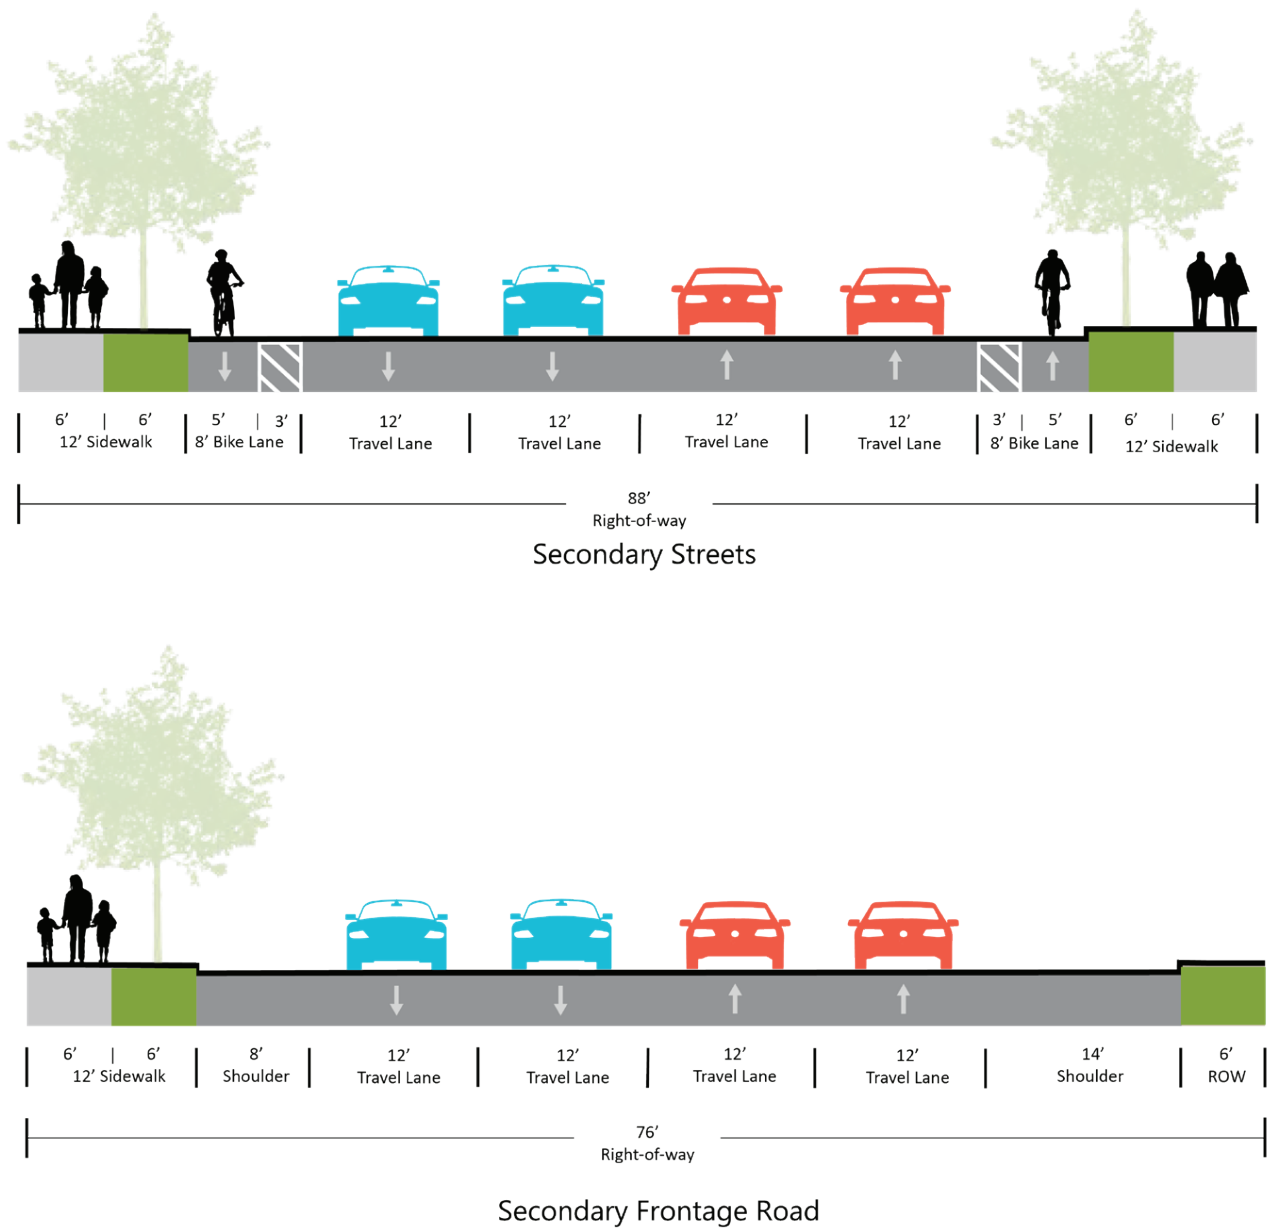 6’ | 6’
12’ Sidewalk
5’ | 3’
8’ Bike Lane
12’
Travel Lane
12’
Travel Lane
12’
Travel Lane
12’
Travel Lane
3’ | 5’
8’ Bike Lane
6’ | 6’
12’ Sidewalk
88’
Right-of-way
Secondary Streets
6’ | 6’
12’ Sidewalk
8’
Shoulder
12’
Travel Lane
12’
Travel Lane
12’
Travel Lane
12’
Travel Lane
14’
Shoulder
6’
ROW
76’
Right-of-way
Secondary Frontage Road